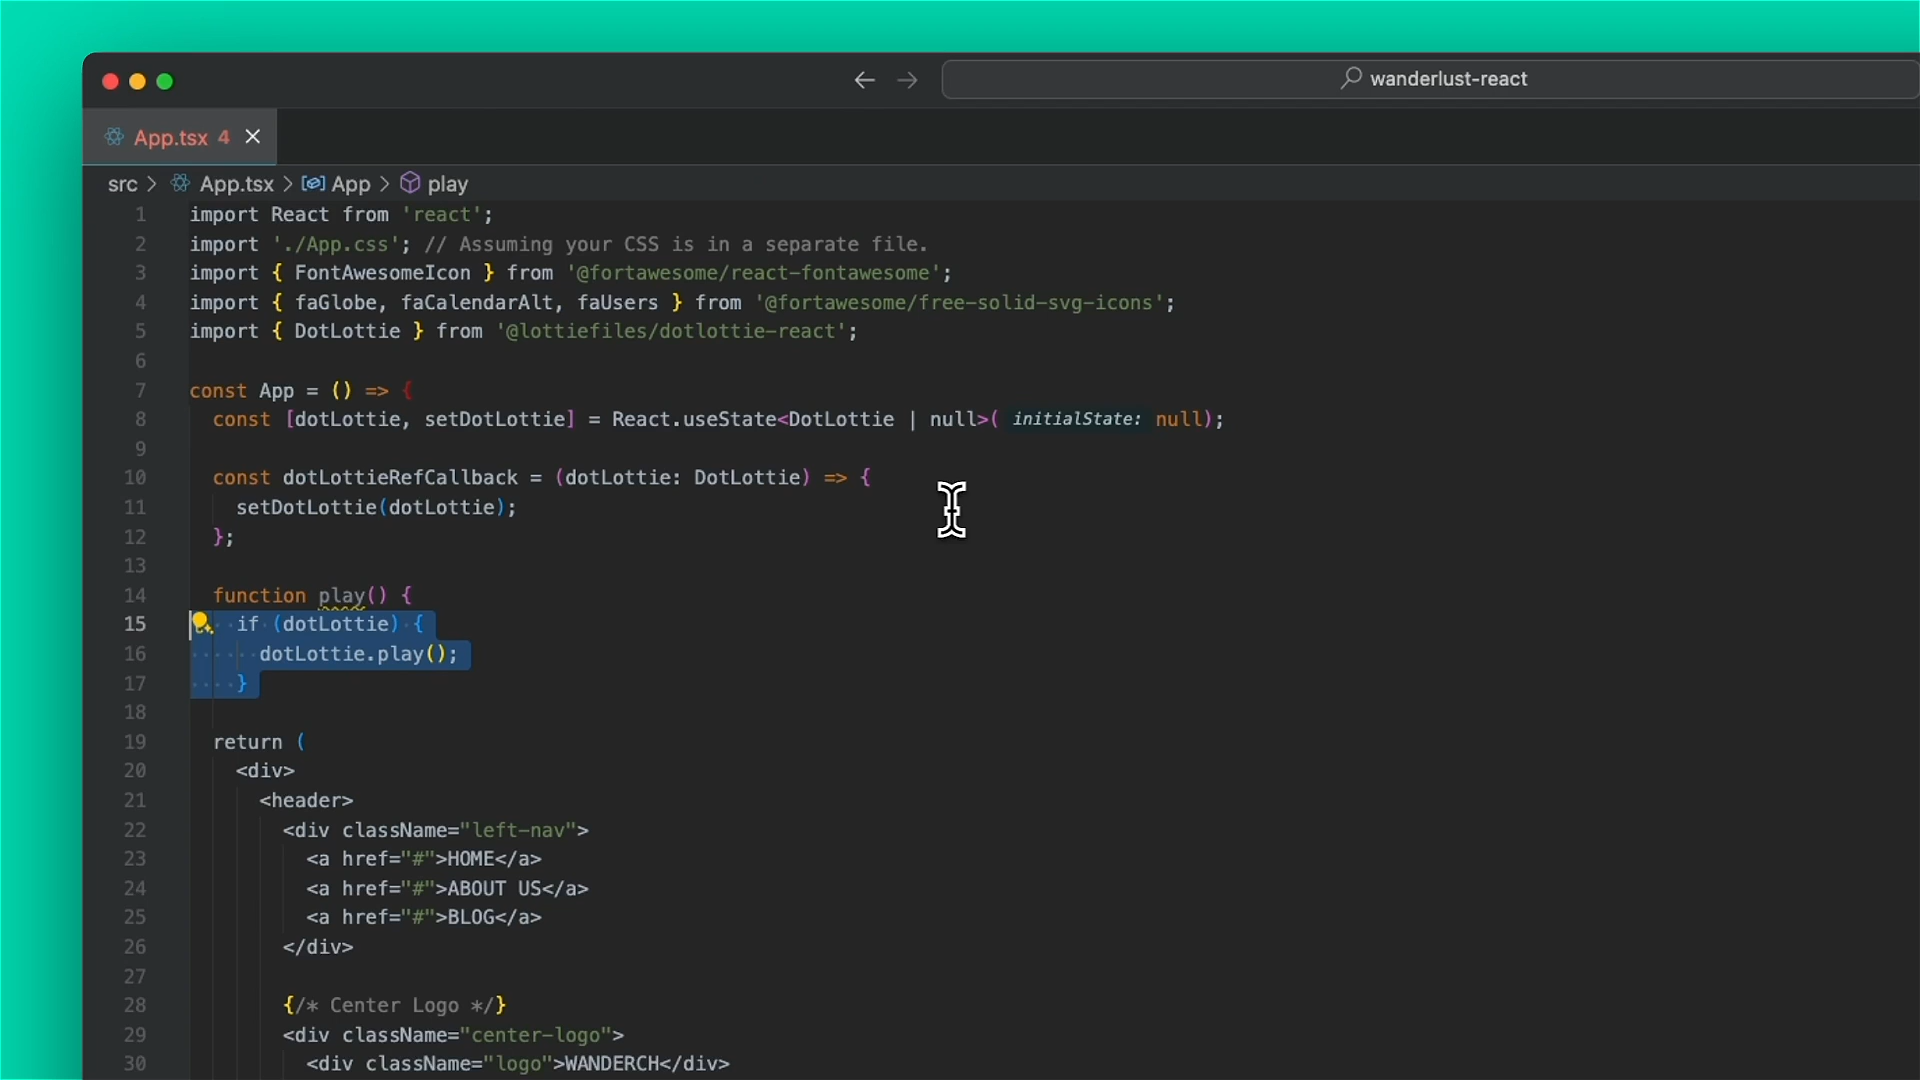 wanderlust-react
App.tsx 4
src > App.tsx > App > play
1 import React from 'react';
2 import './App.css'; // Assuming your CSS is in a separate file.
3 import { FontAwesomeIcon } from '@fortawesome/react-fontawesome';
4 import { faGlobe, faCalendarAlt, faUsers } from '@fortawesome/free-solid-svg-icons';
5 import { DotLottie } from '@lottiefiles/dotlottie-react';
6
7 const App = () => {
8 const [dotLottie, setDotLottie] = React.useState<DotLottie | null>( initialState: null);
9
10 const dotLottieRefCallback = (dotLottie: DotLottie) => {
11 setDotLottie(dotLottie);
12 };
13
14 function play() {
15 if (dotLottie) {
16 dotLottie.play();
17 }
18
19 return (
20 <div>
21 <header>
22 <div className="left-nav">
23 <a href="#">HOME</a>
24 <a href="#">ABOUT US</a>
25 <a href="#">BLOG</a>
26 </div>
27
28 {/* Center Logo */}
29 <div className="center-logo">
30 <div className="logo">WANDERCH</div>